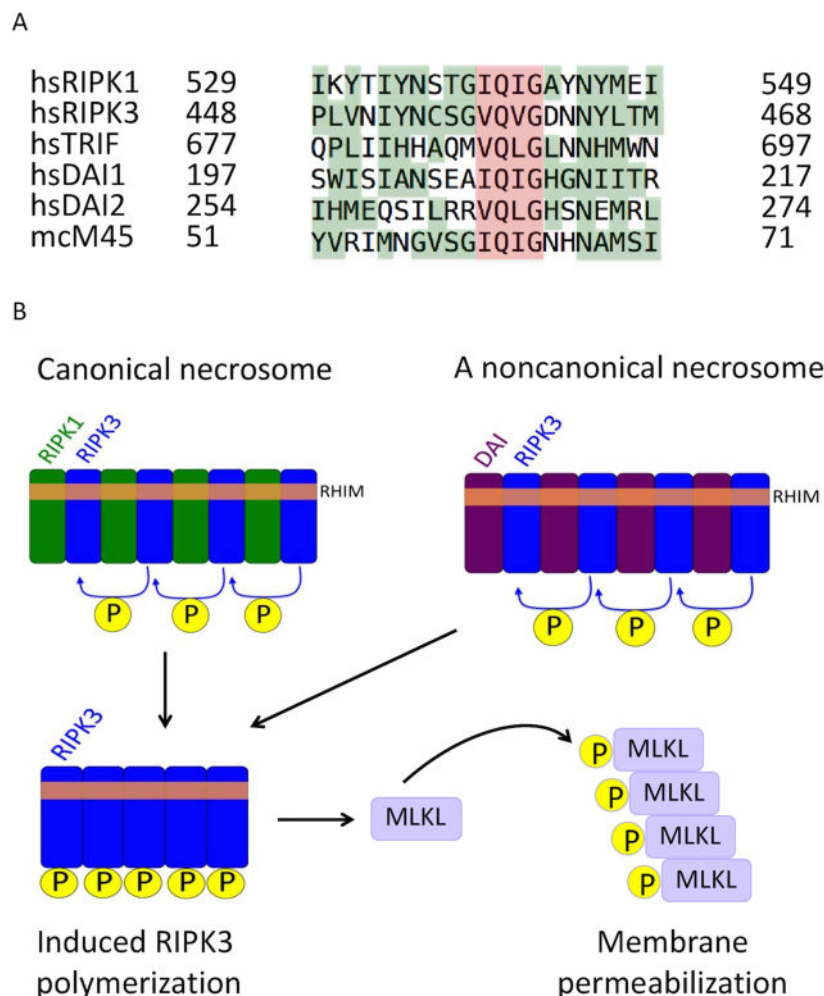 A
hsRIPK1 529 IKYTIYNSTGIQIGAYNYMEI 549
hsRIPK3 448 PLVNIYNCSGVQVGDNNYLTM 468
hsTRIF 677 QPLIIHHAQMVQLGLNNHMWN 697
hsDAI1 197 SWISIANSEAIQIGHGNIITR 217
hsDAI2 254 IHMEQSILRRVQLGHSNEMRL 274
mcM45 51 YVRIMNGVSGIQIGNHNAMSI 71
B
Canonical necrosome
A noncanonical necrosome
RIPK1 RIPK3
RHIM
P P P
DAI RIPK3
RHIM
P P P
RIPK3
P P P P P
MLKL
P MLKL
P MLKL
P MLKL
P MLKL
Induced RIPK3
polymerization
Membrane
permeabilization